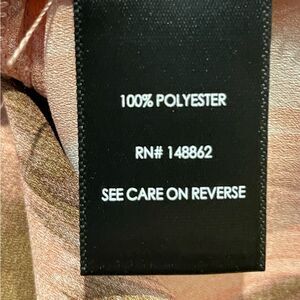 100% POLYESTER
RN# 148862
SEE CARE ON REVERSE